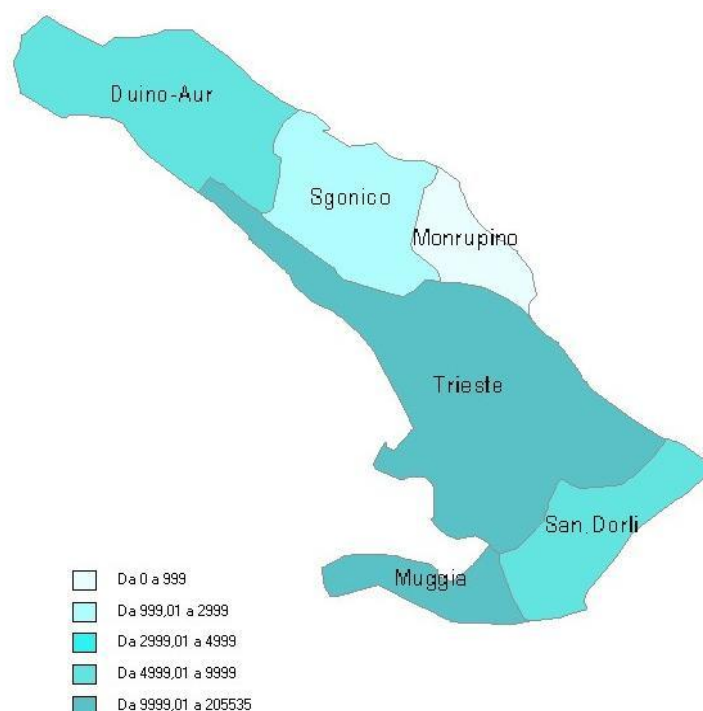 Duino-Aur
Sgonico
Monrupino
Trieste
San.Dorli
Muggia
Da 0 a 999
Da 999,01 a 2999
Da 2999,01 a 4999
Da 4999,01 a 9999
Da 9999,01 a 205535